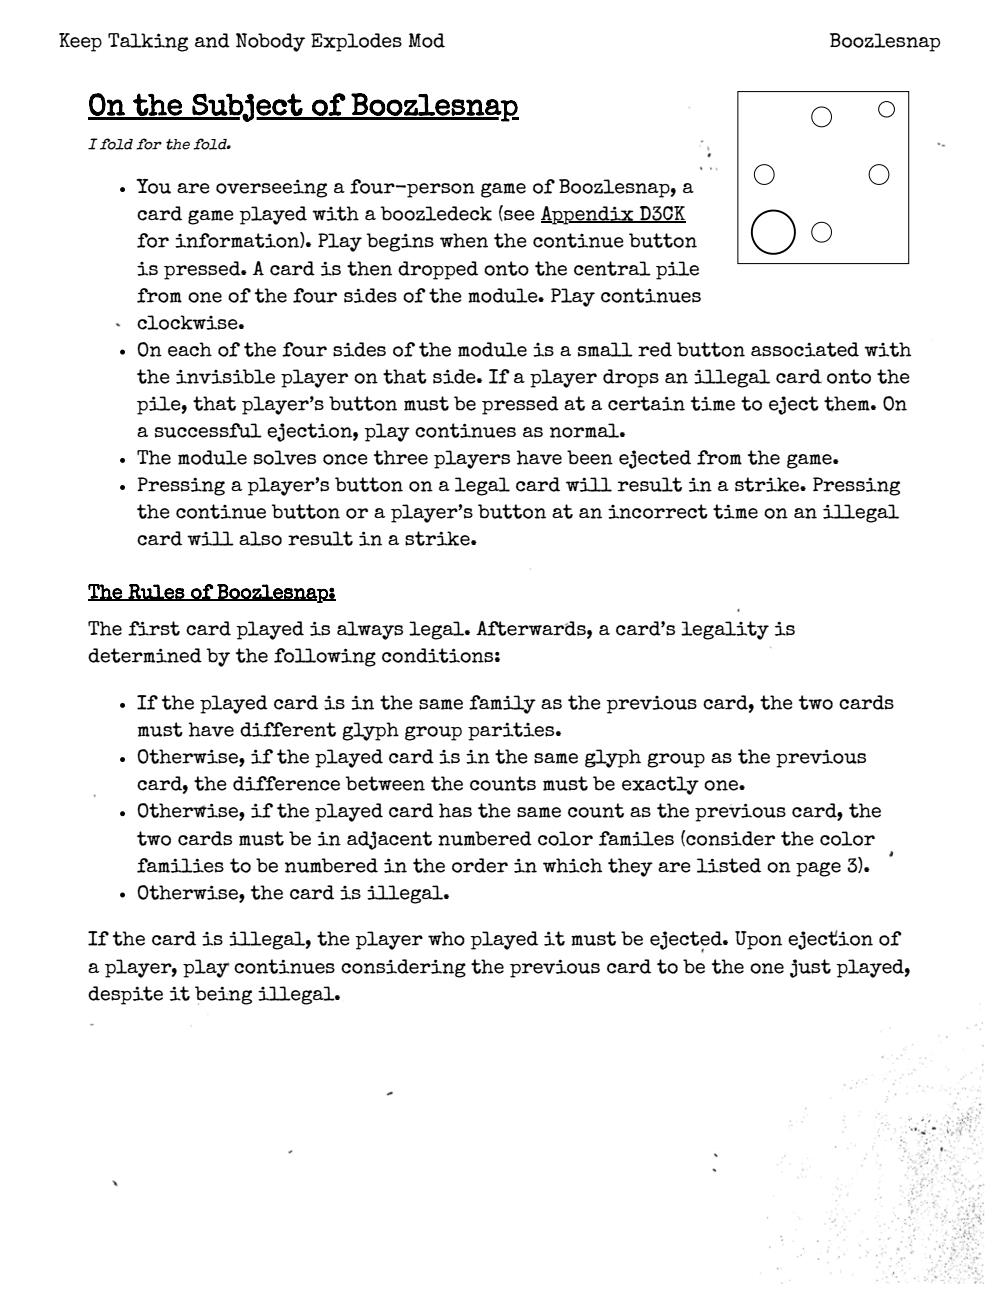 Keep Talking and Nobody Explodes Mod
Boozlesnap
On the Subject of Boozlesnap
I fold for the fold.
• You are overseeing a four-person game of Boozlesnap, a
card game played with a boozledeck (see Appendix D3CK
for information). Play begins when the continue button
is pressed. A card is then dropped onto the central pile
from one of the four sides of the module. Play continues
clockwise.
• On each of the four sides of the module is a small red button associated with
the invisible player on that side. If a player drops an illegal card onto the
pile, that player's button must be pressed at a certain time to eject them. On
a successful ejection, play continues as normal.
• The module solves once three players have been ejected from the game.
• Pressing a player's button on a legal card will result in a strike. Pressing
the continue button or a player's button at an incorrect time on an illegal
card will also result in a strike.
The Rules of Boozlesnap:
The first card played is always legal. Afterwards, a card's legality is
determined by the following conditions:
• If the played card is in the same family as the previous card, the two cards
must have different glyph group parities.
• Otherwise, if the played card is in the same glyph group as the previous
card, the difference between the counts must be exactly one.
• Otherwise, if the played card has the same count as the previous card, the
two cards must be in adjacent numbered color familes (consider the color
families to be numbered in the order in which they are listed on page 3).
• Otherwise, the card is illegal.
If the card is illegal, the player who played it must be ejected. Upon ejection of
a player, play continues considering the previous card to be the one just played,
despite it being illegal.